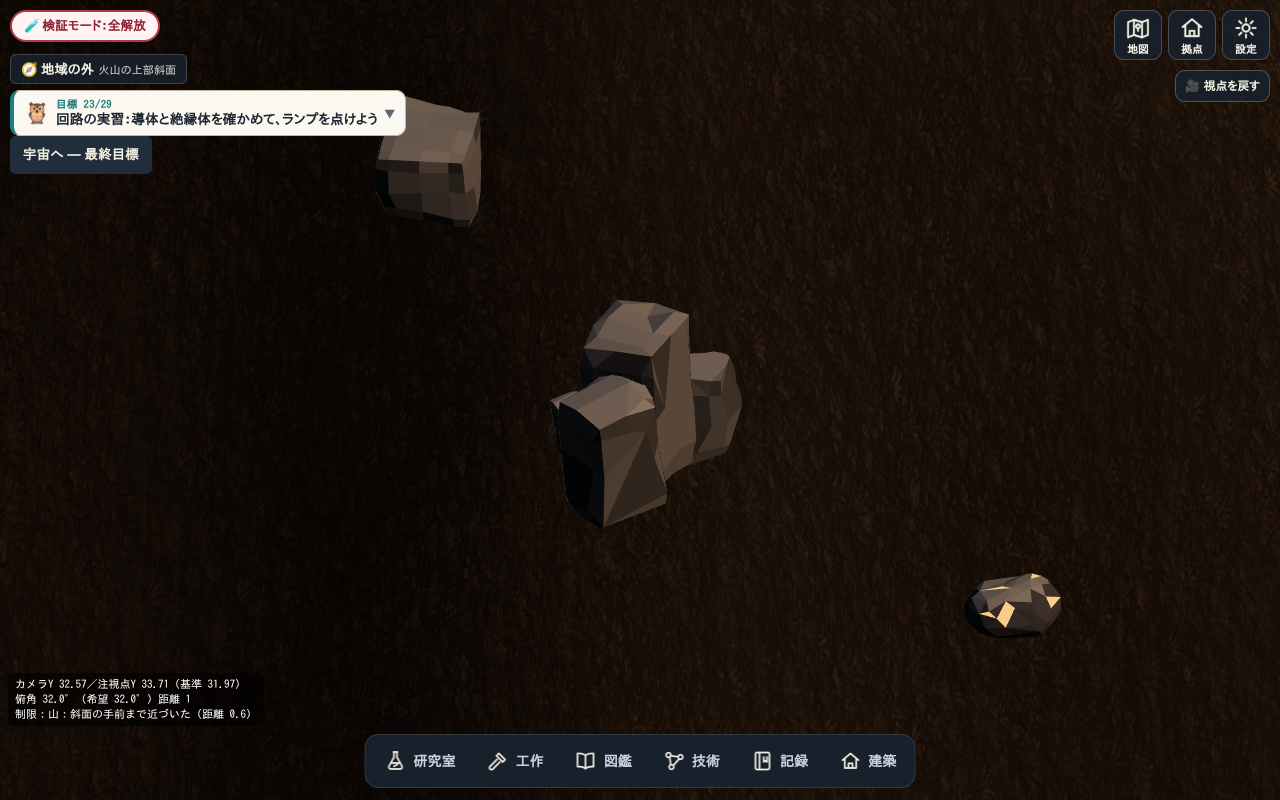 検証モード:全解放
地域の外 火山の上部斜面
目標 23/29
回路の実習:導体と絶縁体を確かめて、ランプを点けよう
宇宙へ — 最終目標
地図
拠点
設定
視点を戻す
カメラY 32.57／注視点Y 33.71 (基準 31.97)
俯角 32.0° (希望 32.0°) 距離 1
制限：山：斜面の手前まで近づいた (距離 0.6)
研究室
工作
図鑑
技術
記録
建築